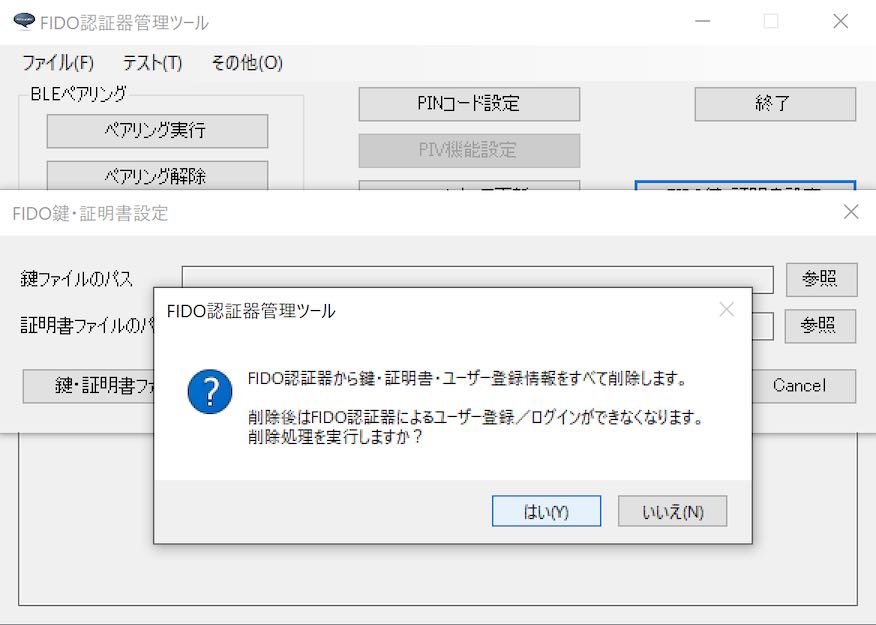 FIDO認証器管理ツール
ファイル(F) テスト(T) その他(O)
BLEペアリング
ペアリング実行
ペアリング解除
PINコード設定
PIV機能設定
終了
FIDO鍵・証明書設定
鍵ファイルのパス
参照
証明書ファイルの
参照
鍵・証明書
Cancel
FIDO認証器管理ツール
FIDO認証器から鍵・証明書・ユーザー登録情報をすべて削除します。
削除後はFIDO認証器によるユーザー登録／ログインができなくなります。
削除処理を実行しますか？
はい(Y)
いいえ(N)